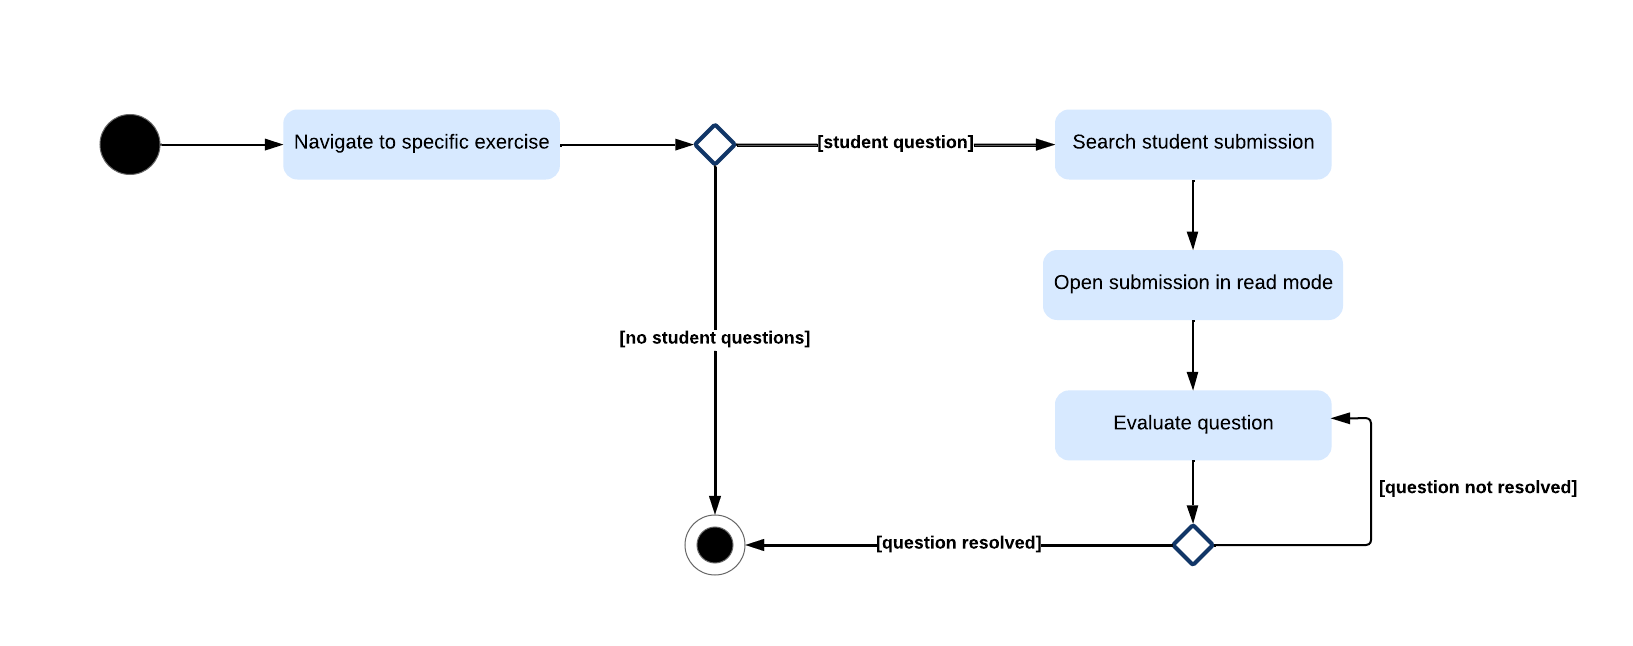 Navigate to specific exercise
[student question]
Search student submission
Open submission in read mode
[no student questions]
Evaluate question
[question not resolved]
[question resolved]